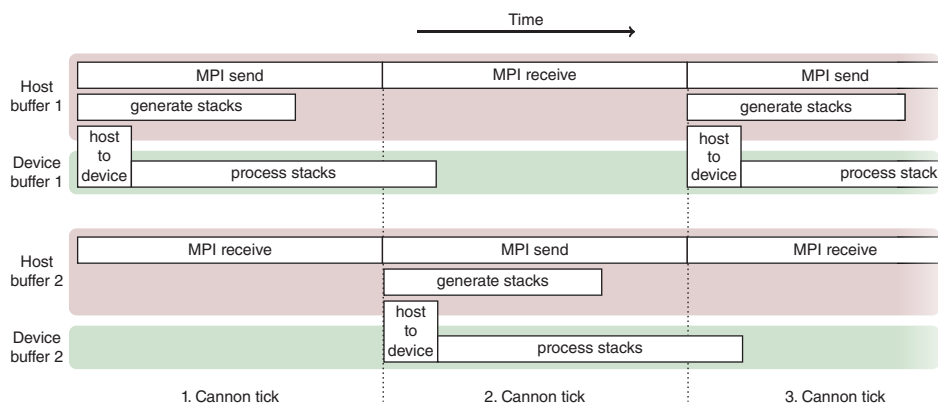 Time
Host
buffer 1
MPI send
MPI receive
MPI send
generate stacks
generate stacks
host
to
device
host
to
device
Device
buffer 1
process stacks
process stack
Host
buffer 2
MPI receive
MPI send
MPI receive
generate stacks
host
to
device
Device
buffer 2
process stacks
1. Cannon tick
2. Cannon tick
3. Cannon tick